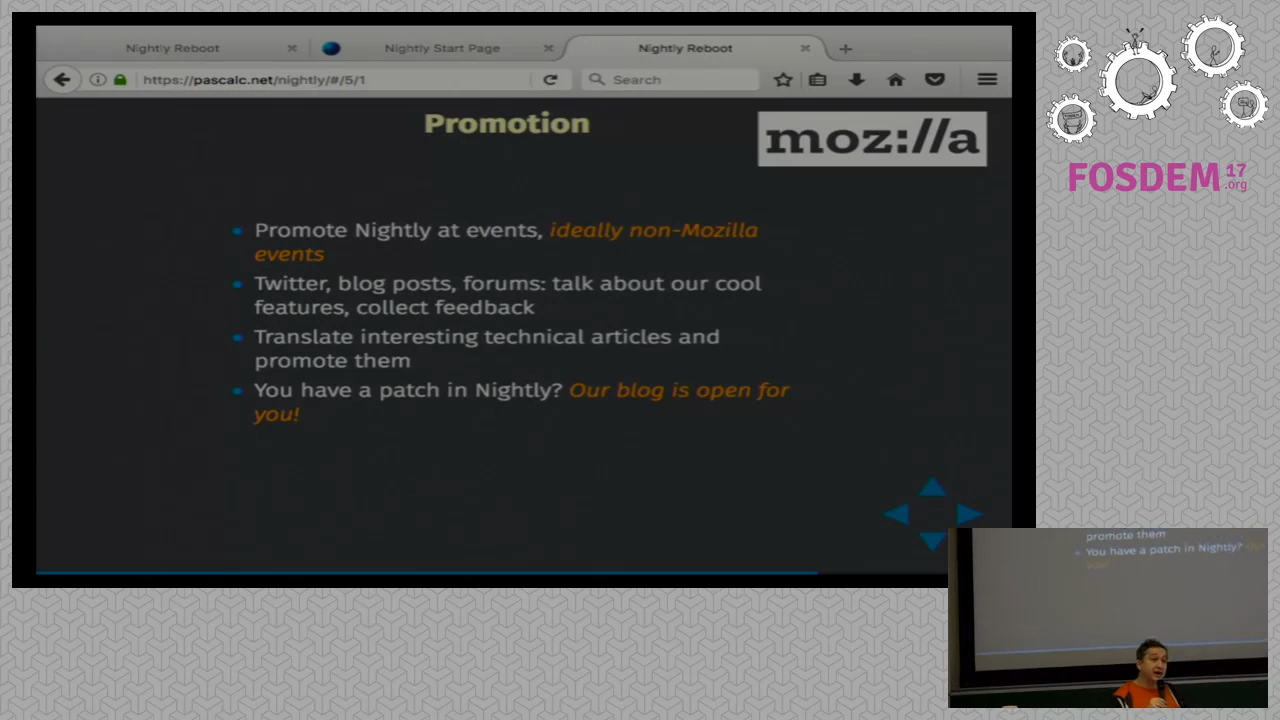 Nightly Reboot
Nightly Start Page
Nightly Reboot
https://pascalc.net/nightly/#/5/1
Search
Promotion
moz://a
Promote Nightly at events, ideally non-Mozilla
events
Twitter, blog posts, forums: talk about our cool
features, collect feedback
Translate interesting technical articles and
promote them
You have a patch in Nightly? Our blog is open for
you!
FOSDEM 17
.org
promote them
You have a patch in Nightly?